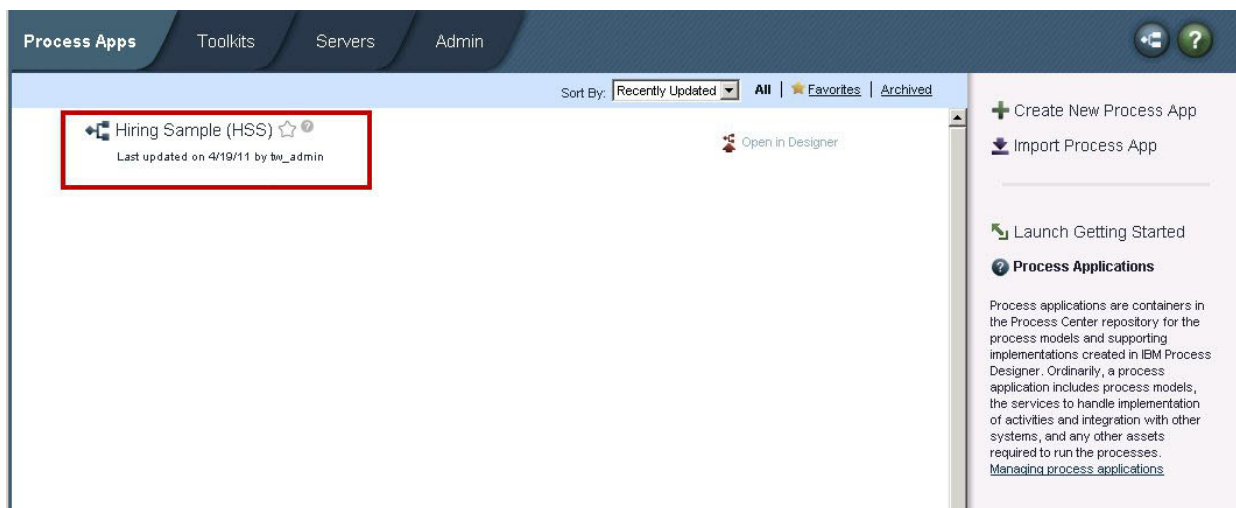 Process Apps Toolkits Servers Admin
Sort By: Recently Updated All | Favorites | Archived
Hiring Sample (HSS)
Last updated on 4/19/11 by tw_admin
Open in Designer
Create New Process App
Import Process App
Launch Getting Started
Process Applications
Process applications are containers in
the Process Center repository for the
process models and supporting
implementations created in IBM Process
Designer. Ordinarily, a process
application includes process models,
the services to handle implementation
of activities and integration with other
systems, and any other assets
required to run the processes.
Managing process applications